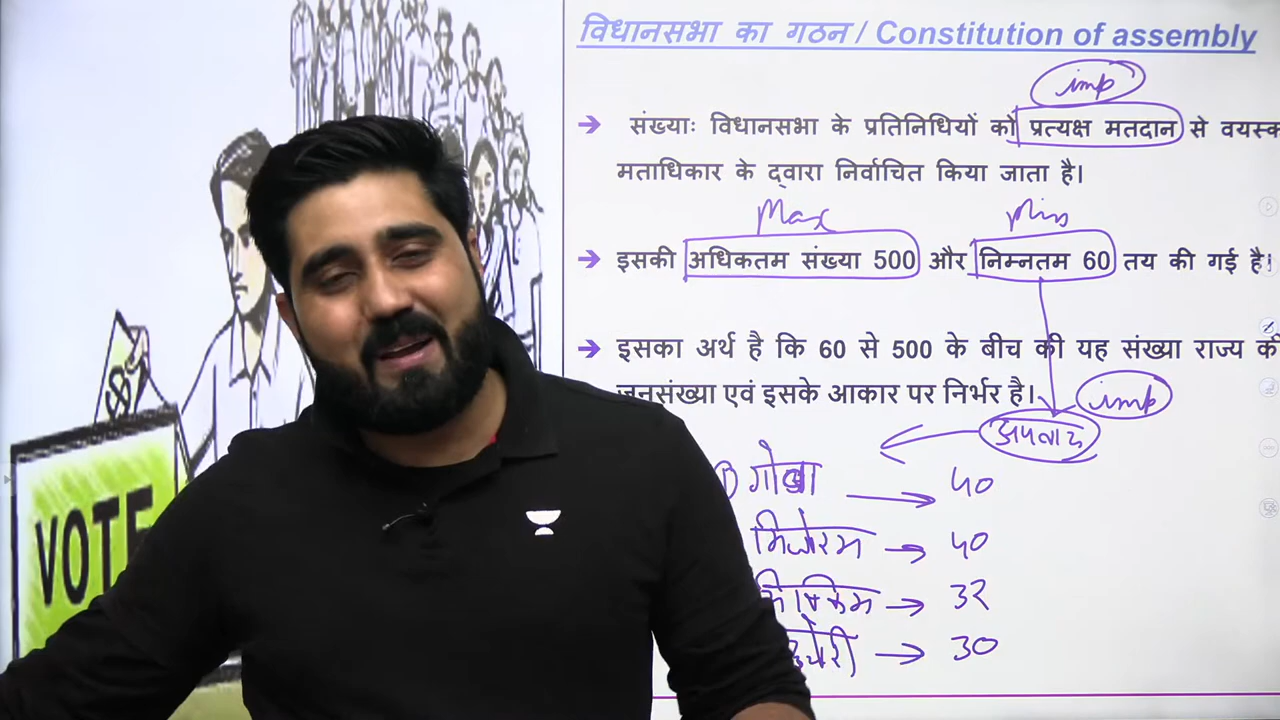 विधानसभा का गठन / Constitution of assembly
imp
→ संख्याः विधानसभा के प्रतिनिधियों को प्रत्यक्ष मतदान से वयस्क
मताधिकार के द्वारा निर्वाचित किया जाता है।
Max Min
→ इसकी अधिकतम संख्या 500 और निम्नतम 60 तय की गई है।
→ इसका अर्थ है कि 60 से 500 के बीच की यह संख्या राज्य की
जनसंख्या एवं इसके आकार पर निर्भर है।
imp
अपवाद
गोवा → 40
मिजोरम → 40
सिक्किम → 32
→ 30
VOTE